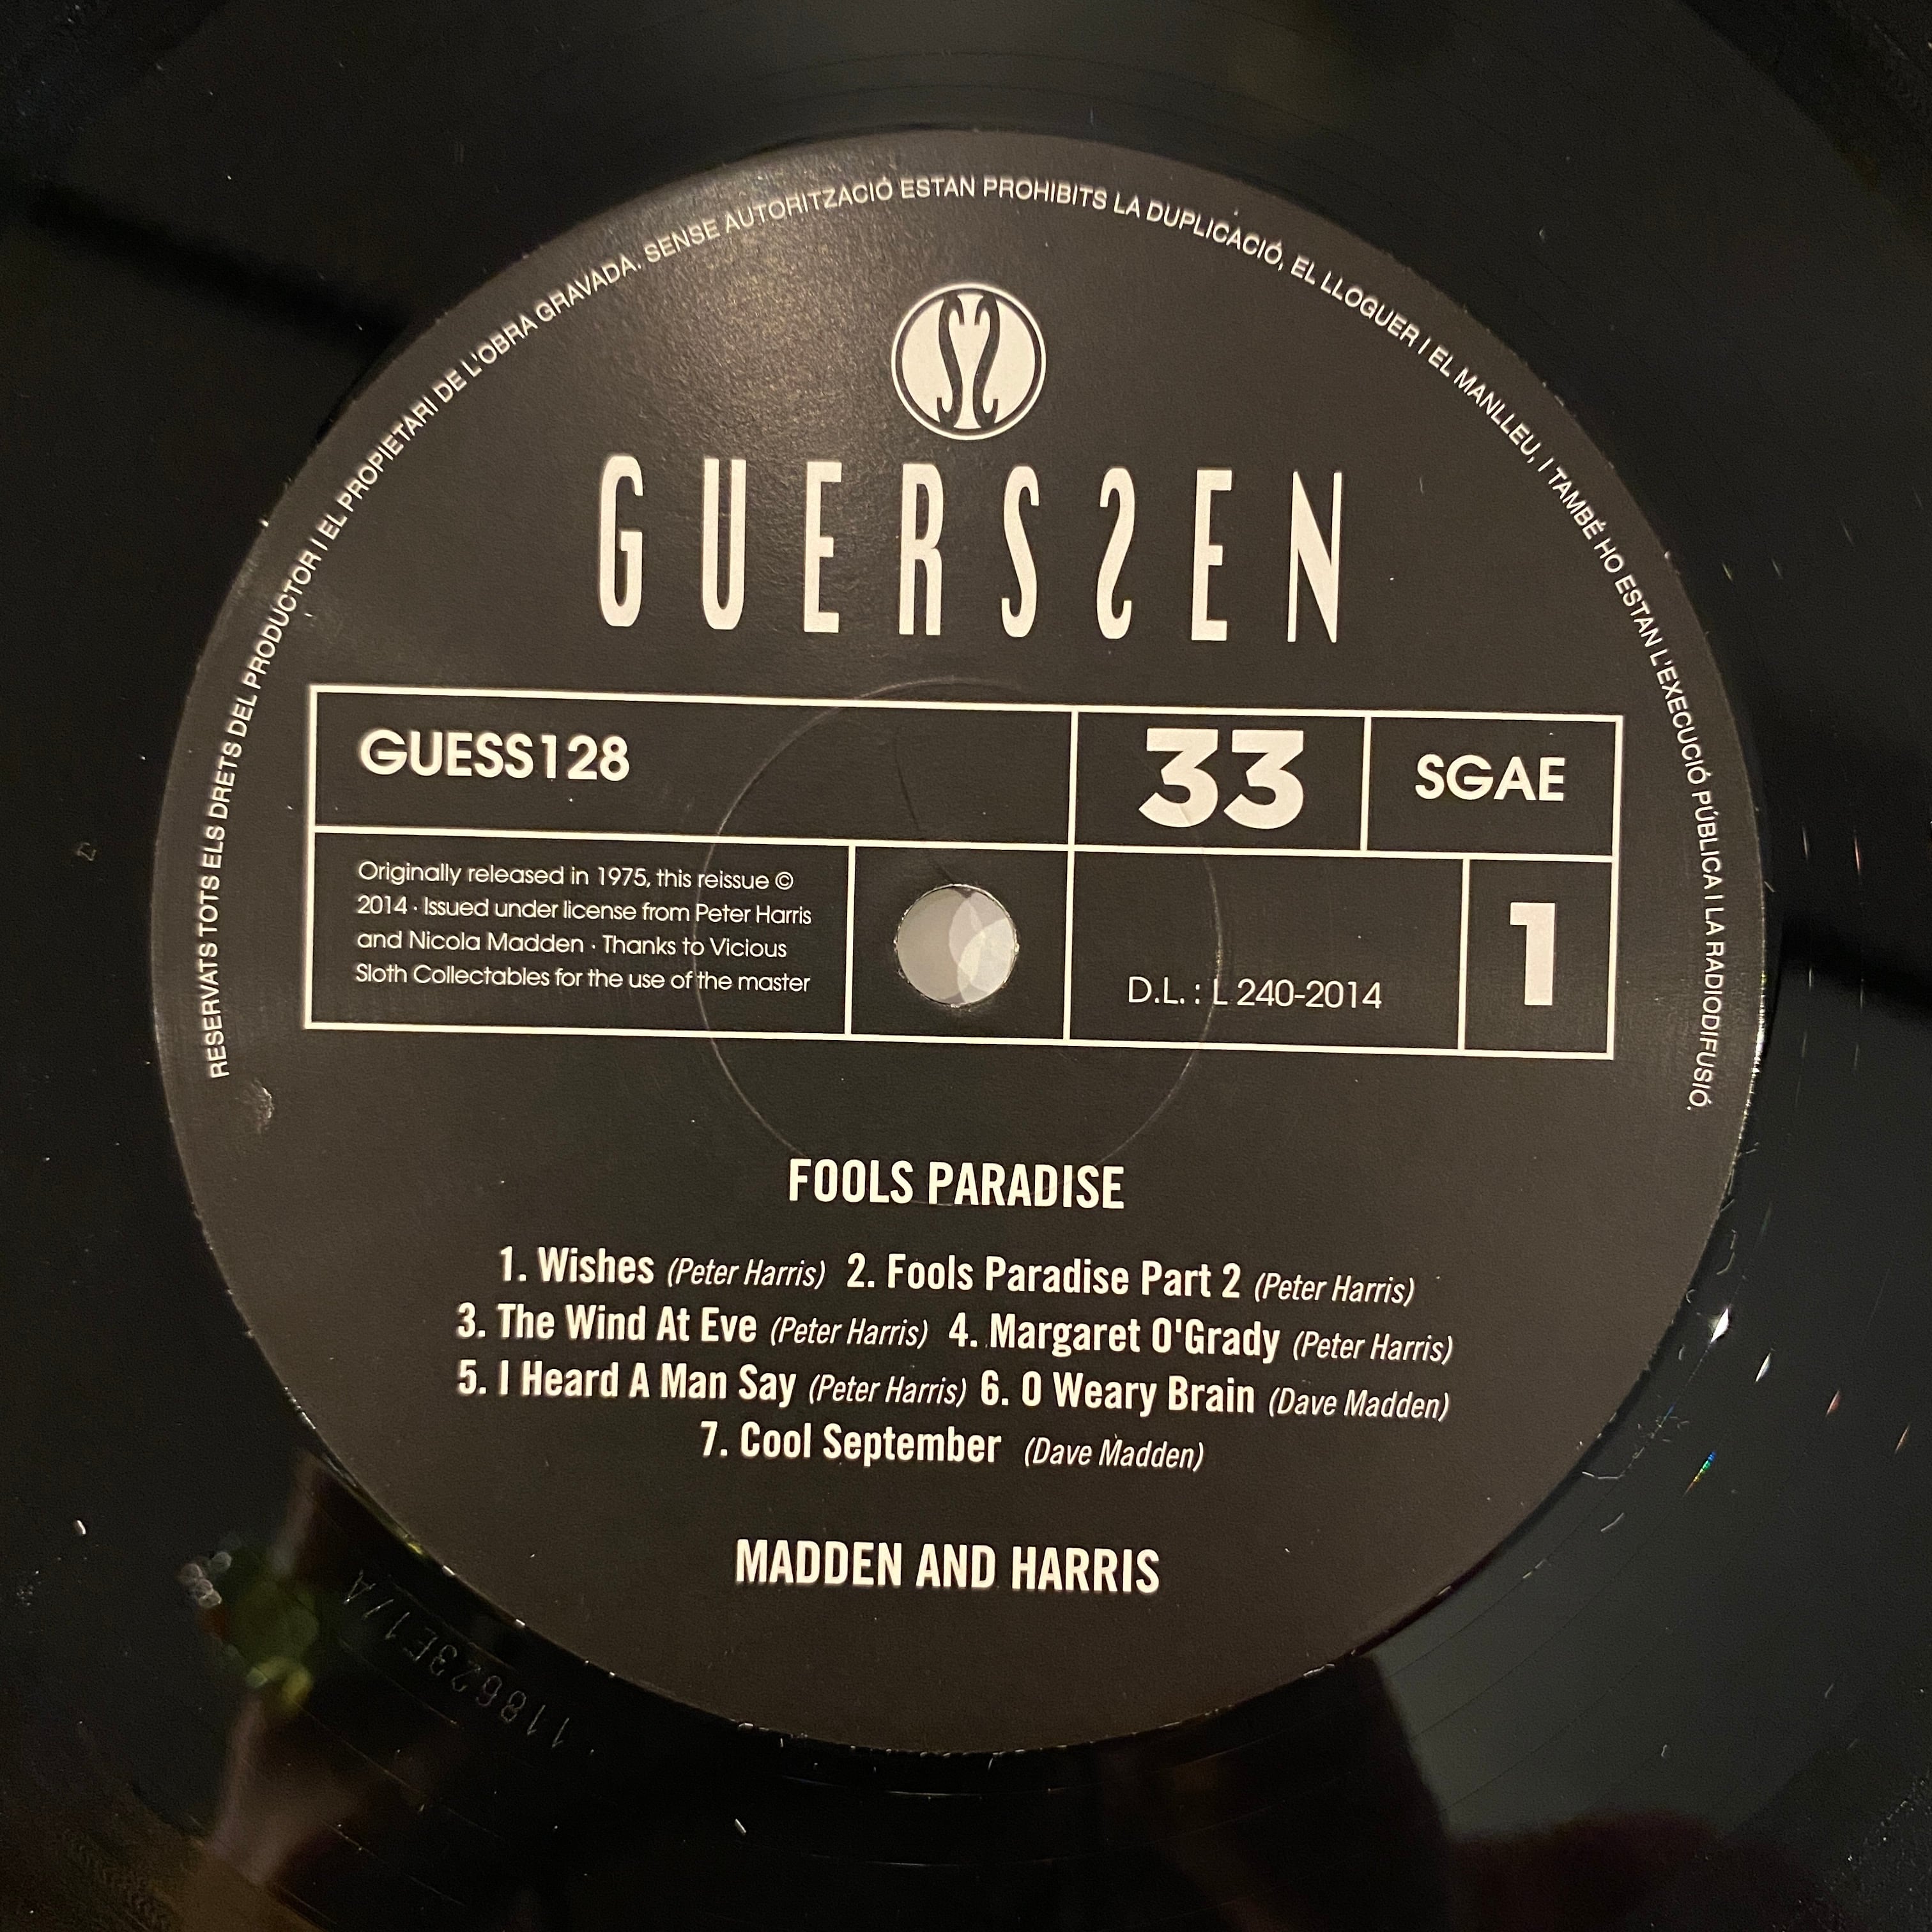 RESERVATS TOTS ELS DRETS DEL PRODUCTOR I EL PROPIETARI DE L'OBRA GRAVADA. SENSE AUTORITZACIÓ ESTAN PROHIBITS LA DUPLICACIÓ, EL LLOGUER I EL MANLLEU, I TAMBÉ HO ESTAN L'EXECUCIÓ PÚBLICA I LA RADIODIFUSIÓ.
GUERSSEN
GUESS128
33
SGAE
Originally released in 1975, this reissue ©
2014 · Issued under license from Peter Harris
and Nicola Madden · Thanks to Vicious
Sloth Collectables for the use of the master
D.L. : L 240-2014
1
FOOLS PARADISE
1. Wishes (Peter Harris) 2. Fools Paradise Part 2 (Peter Harris)
3. The Wind At Eve (Peter Harris) 4. Margaret O'Grady (Peter Harris)
5. I Heard A Man Say (Peter Harris) 6. O Weary Brain (Dave Madden)
7. Cool September (Dave Madden)
MADDEN AND HARRIS
118623E1/A